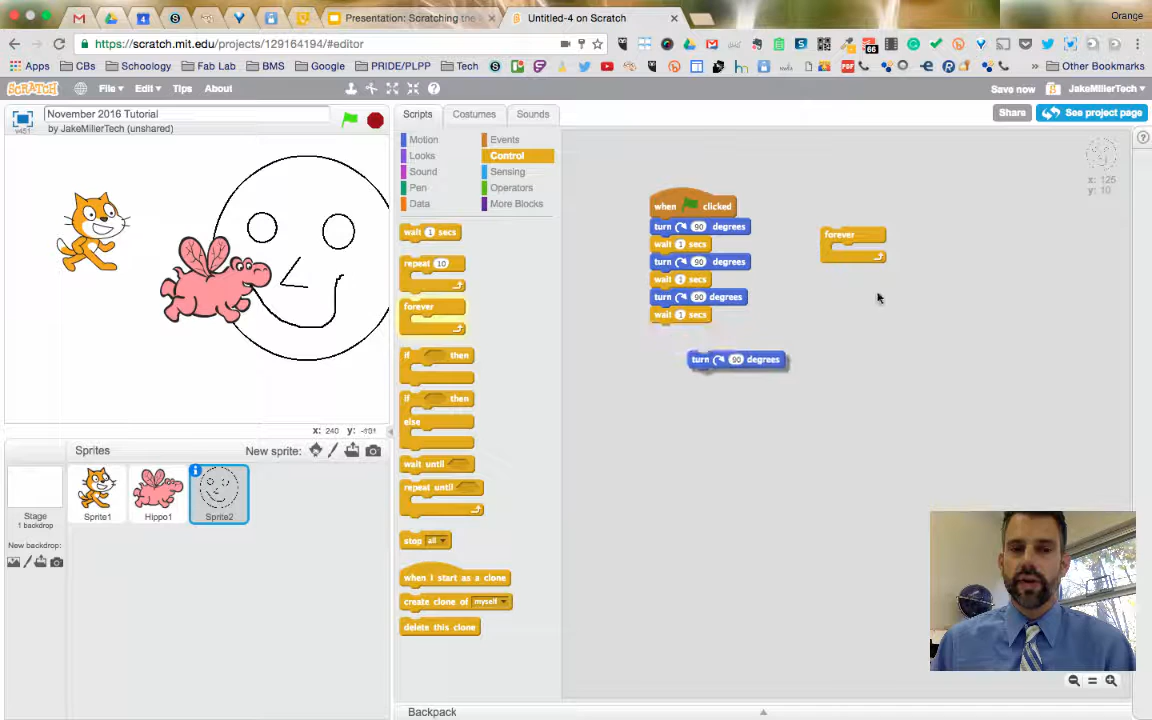 Orange
Presentation: Scratching the
Untitled-4 on Scratch
https://scratch.mit.edu/projects/129164194/#editor
Apps CBs Schoology Fab Lab BMS Google PRIDE/PLPP Tech Other Bookmarks
SCRATCH File Edit Tips About Save now JakeMillerTech
November 2016 Tutorial
by JakeMillerTech (unshared)
v451
Scripts Costumes Sounds
Share See project page
Motion Events
Looks Control
Sound Sensing
Pen Operators
Data More Blocks
x: 125
y: 10
wait 1 secs
repeat 10
forever
if then
if then
else
wait until
repeat until
stop all
when I start as a clone
create clone of myself
delete this clone
when clicked
turn 90 degrees
wait 1 secs
turn 90 degrees
wait 1 secs
turn 90 degrees
wait 1 secs
turn 90 degrees
forever
x: 240 y: -101
Sprites New sprite:
Stage
1 backdrop
New backdrop:
Sprite1
Hippo1
Sprite2
Backpack